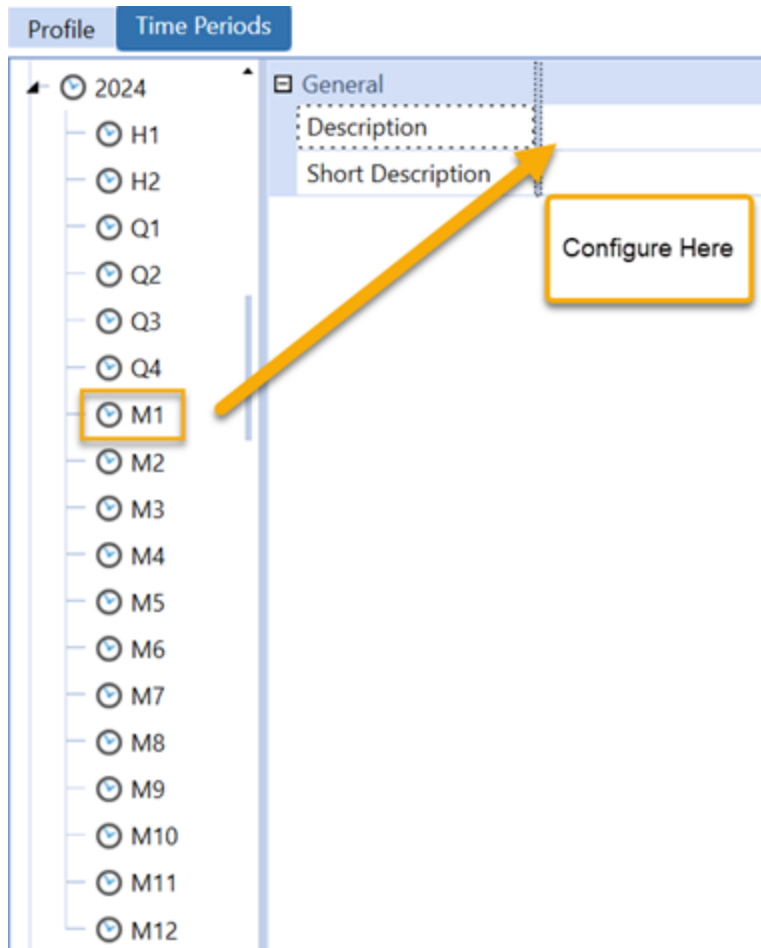 Profile
Time Periods
2024
H1
H2
Q1
Q2
Q3
Q4
M1
M2
M3
M4
M5
M6
M7
M8
M9
M10
M11
M12
General
Description
Short Description
Configure Here